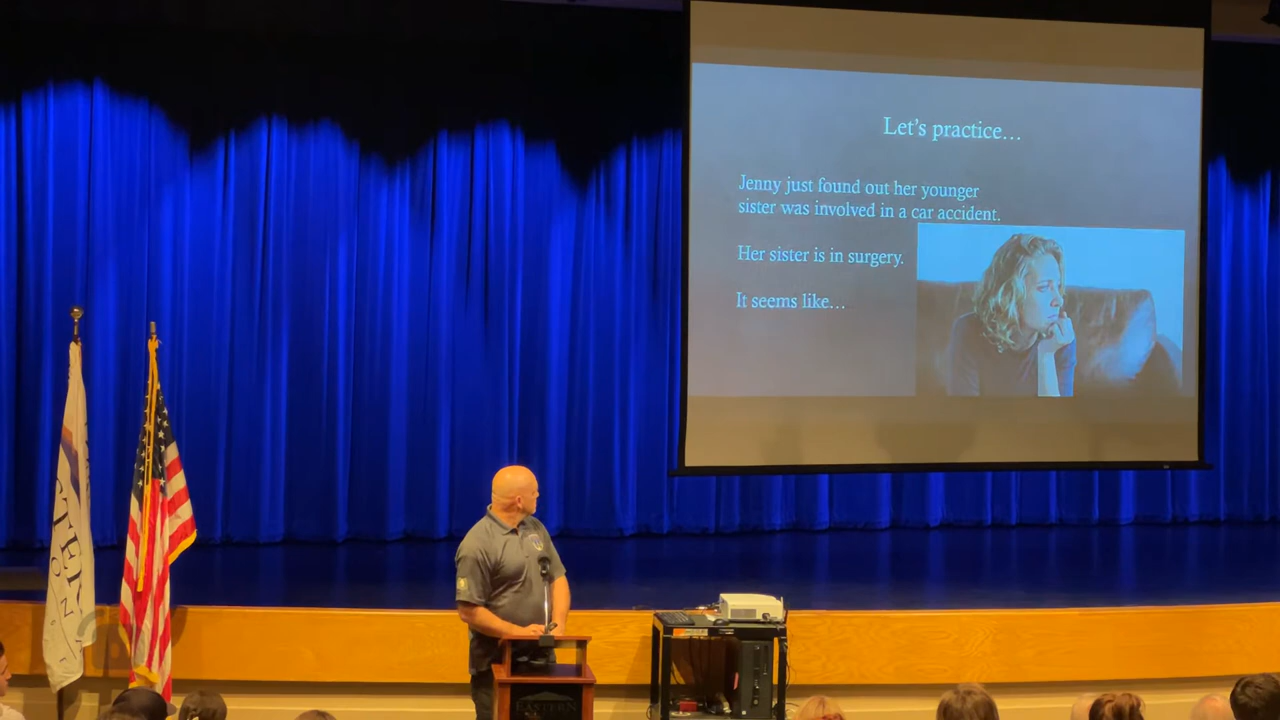 Let's practice...
Jenny just found out her younger
sister was involved in a car accident.
Her sister is in surgery.
It seems like...
EASTERN